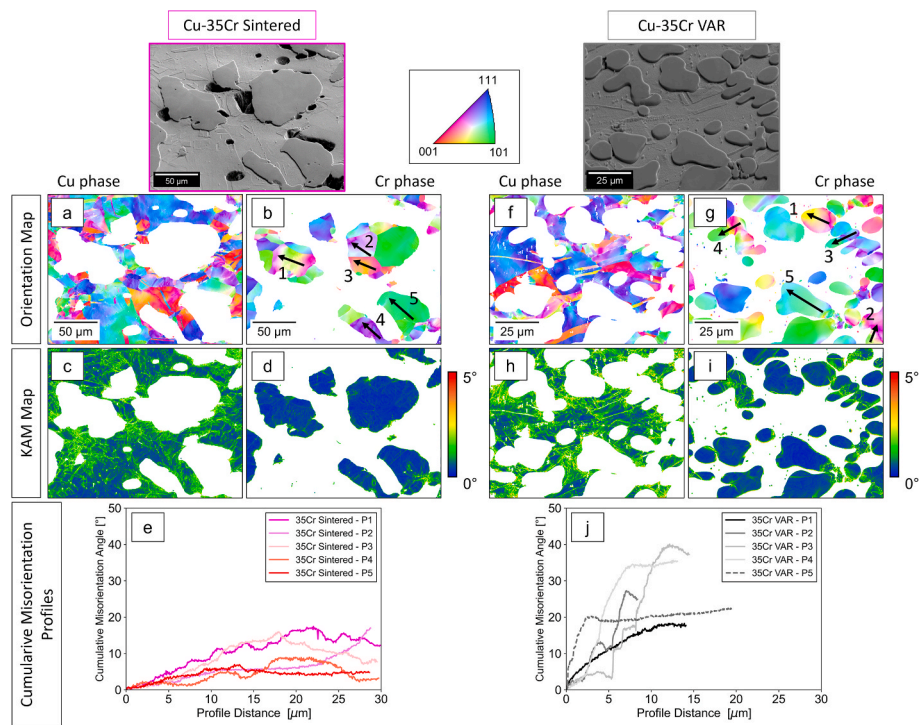 Cu-35Cr Sintered
Cu-35Cr VAR
50 µm
111
001
101
25 µm
Cu phase
Cr phase
Cu phase
Cr phase
Orientation Map
a
50 µm
b
1
2
3
4
5
50 µm
f
25 µm
g
1
4
3
5
2
25 µm
KAM Map
c
d
5°
0°
h
i
5°
0°
Cumularive Misorientation
Profiles
e
Cumulative Misorientation Angle [°]
50
40
30
20
10
0
0 5 10 15 20 25 30
Profile Distance [µm]
35Cr Sintered - P1
35Cr Sintered - P2
35Cr Sintered - P3
35Cr Sintered - P4
35Cr Sintered - P5
j
Cumulative Misorientation Angle [°]
50
40
30
20
10
0
0 5 10 15 20 25 30
Profile Distance [µm]
35Cr VAR - P1
35Cr VAR - P2
35Cr VAR - P3
35Cr VAR - P4
35Cr VAR - P5